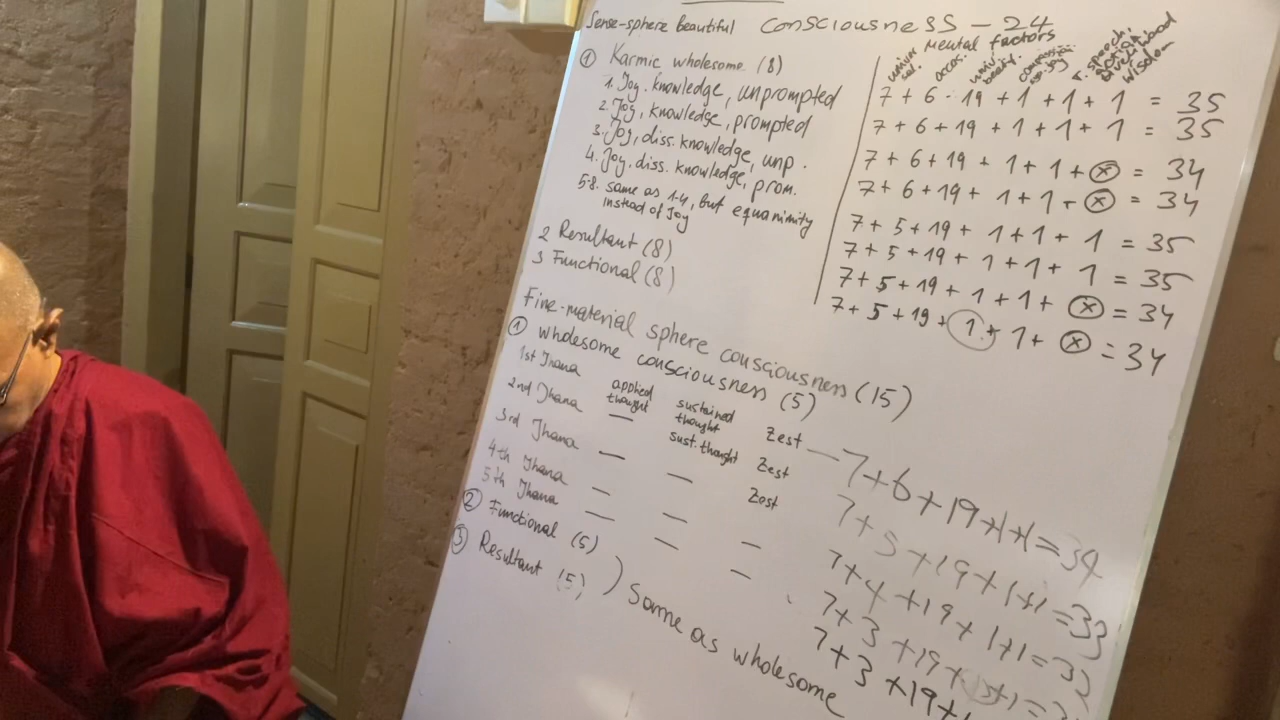 Sense-sphere beautiful consciousness - 24
① Karmic wholesome (8)
1. Joy. knowledge, unprompted
2. Joy, knowledge, prompted
3. Joy, diss. knowledge, unp.
4. Joy. diss. knowledge, prom.
5-8. same as 1-4, but equanimity
instead of Joy
2 Resultant (8)
3 Functional (8)
Mental factors
occas.
wisdom
7 + 6 - 19 + 1 + 1 + 1 = 35
7 + 6 + 19 + 1 + 1 + 1 = 35
7 + 6 + 19 + 1 + 1 + ⓧ = 34
7 + 6 + 19 + 1 + 1 + ⓧ = 34
7 + 5 + 19 + 1 + 1 + 1 = 35
7 + 5 + 19 + 1 + 1 + 1 = 35
7 + 5 + 19 + 1 + 1 + ⓧ = 34
7 + 5 + 19 + 1 + 1 + ⓧ = 34
Fine-material sphere consciousness (15)
① wholesome consciousness (5)
1st Jhana applied thought sustained thought Zest — 7+6+19+1+1=34
2nd Jhana — sust. thought Zest 7+5+19+1+1=33
3rd Jhana — — Zest 7+4+19+1+1=32
4th Jhana — — — 7+3+19+1+1=
5th Jhana — — — 7+3+19+
② Functional (5)
③ Resultant (5) ) Same as wholesome